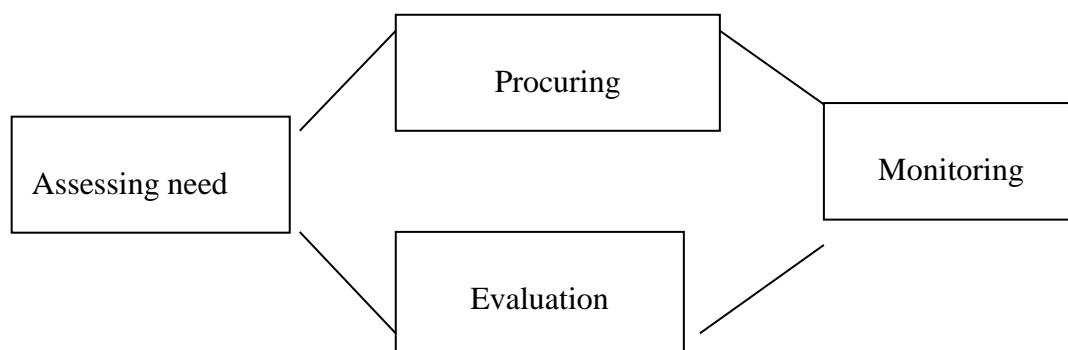 Procuring
Assessing need
Monitoring
Evaluation